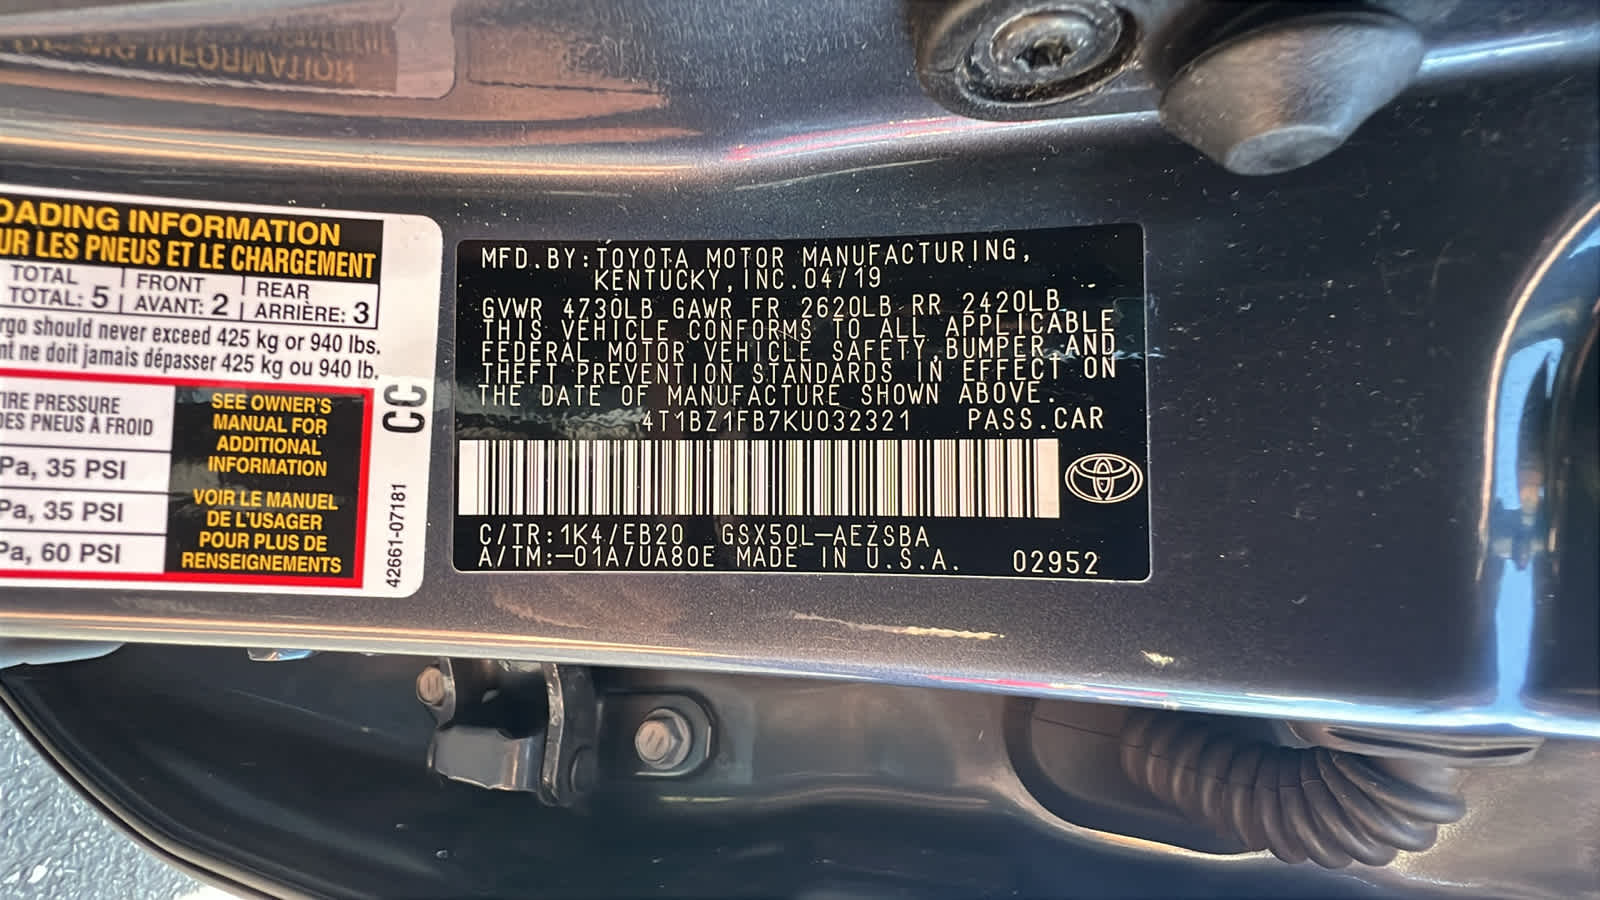 OADING INFORMATION
UR LES PNEUS ET LE CHARGEMENT
TOTAL FRONT REAR
TOTAL: 5 AVANT: 2 ARRIÈRE: 3
rgo should never exceed 425 kg or 940 lbs.
nt ne doit jamais dépasser 425 kg ou 940 lb.
TIRE PRESSURE
DES PNEUS A FROID
Pa, 35 PSI
Pa, 35 PSI
Pa, 60 PSI
SEE OWNER'S
MANUAL FOR
ADDITIONAL
INFORMATION
VOIR LE MANUEL
DE L'USAGER
POUR PLUS DE
RENSEIGNEMENTS
CC
42661-07181
MFD.BY:TOYOTA MOTOR MANUFACTURING,
KENTUCKY,INC.04/19
GVWR 4730LB GAWR FR 2620LB RR 2420LB
THIS VEHICLE CONFORMS TO ALL APPLICABLE
FEDERAL MOTOR VEHICLE SAFETY,BUMPER,AND
THEFT PREVENTION STANDARDS IN EFFECT ON
THE DATE OF MANUFACTURE SHOWN ABOVE.
4T1BZ1FB7KU032321 PASS.CAR
C/TR:1K4/EB20 GSX50L-AEZSBA
A/TM:-01A/UA80E MADE IN U.S.A. 02952